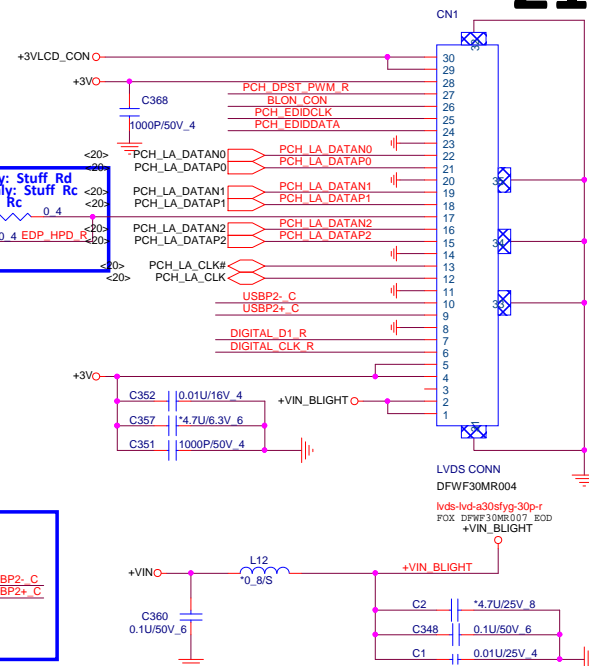 CN1
+3VLCD_CON
+3V
C368
1000P/50V_4
PCH_DPST_PWM_R
BLON_CON
PCH_EDIDCLK
PCH_EDIDDATA
30
29
28
27
26
25
24
23
22
21
20
19
18
17
16
15
14
13
12
11
10
9
8
7
6
5
4
3
2
1
35
34
33
<20> PCH_LA_DATAN0 PCH_LA_DATAN0
<20> PCH_LA_DATAP0 PCH_LA_DATAP0
<20> PCH_LA_DATAN1 PCH_LA_DATAN1
<20> PCH_LA_DATAP1 PCH_LA_DATAP1
<20> PCH_LA_DATAN2 PCH_LA_DATAN2
<20> PCH_LA_DATAP2 PCH_LA_DATAP2
<20> PCH_LA_CLK#
<20> PCH_LA_CLK
y: Stuff Rd
ly: Stuff Rc
Rc
0_4
0_4 EDP_HPD_R
USBP2-_C
USBP2+_C
DIGITAL_D1_R
DIGITAL_CLK_R
+3V
C352 0.01U/16V_4
C357 *4.7U/6.3V_6
C351 1000P/50V_4
+VIN_BLIGHT
LVDS CONN
DFWF30MR004
lvds-lvd-a30sfyg-30p-r
FOX DFWF30MR007 EOD
+VIN_BLIGHT
BP2-_C
BP2+_C
+VIN
L12
*0_8/S
+VIN_BLIGHT
C360
0.1U/50V_6
C2 *4.7U/25V_8
C348 0.1U/50V_6
C1 0.01U/25V_4